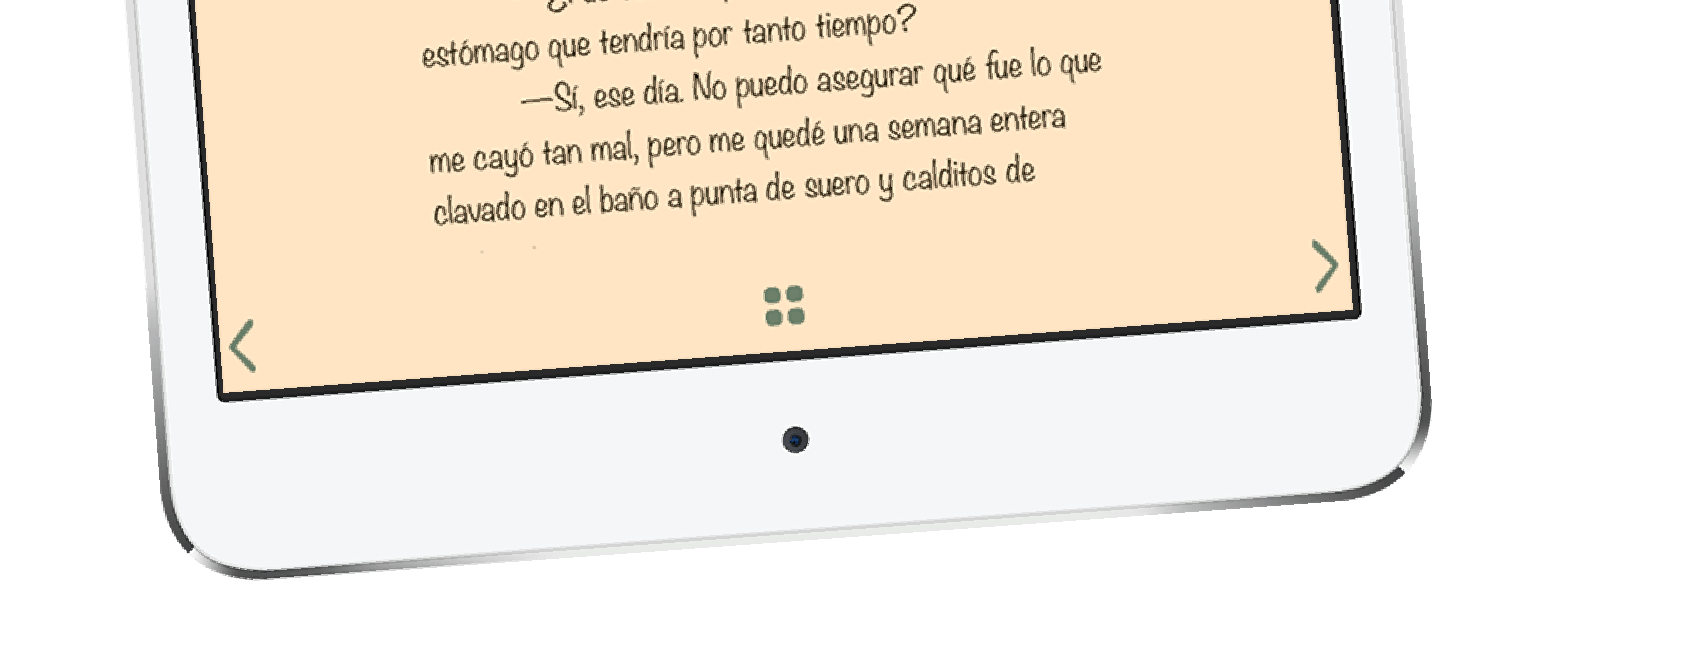 estómago que tendría por tanto tiempo?
—Sí, ese día. No puedo asegurar qué fue lo que
me cayó tan mal, pero me quedé una semana entera
clavado en el baño a punta de suero y calditos de